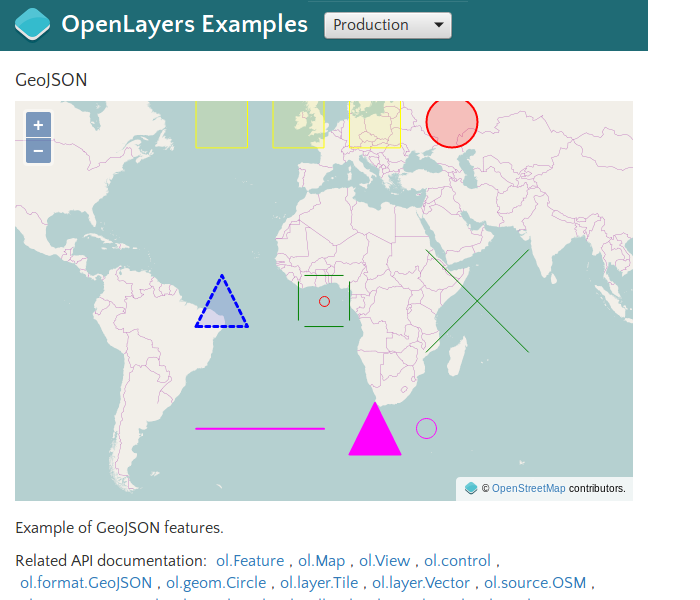 OpenLayers Examples Production
GeoJSON
+
−
© OpenStreetMap contributors.
Example of GeoJSON features.
Related API documentation: ol.Feature , ol.Map , ol.View , ol.control ,
ol.format.GeoJSON , ol.geom.Circle , ol.layer.Tile , ol.layer.Vector , ol.source.OSM ,